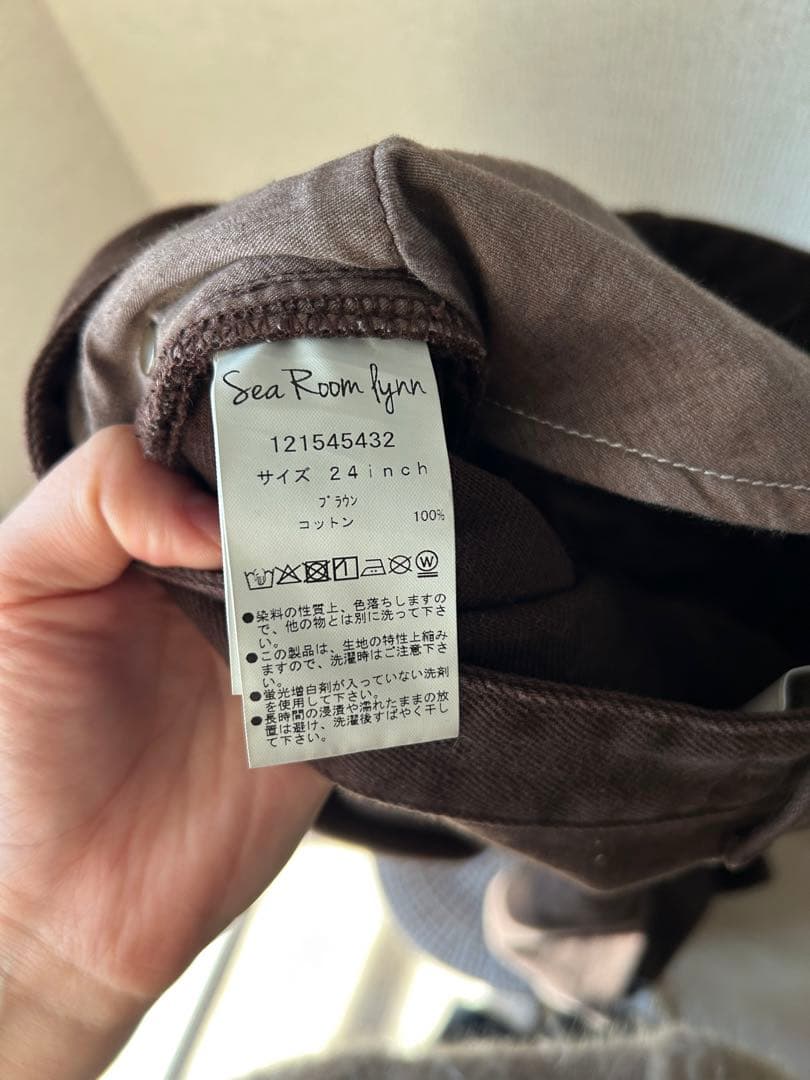 Sea Room lynn
121545432
サイズ 24inch
ブラウン
コットン 100%
W
●染料の性質上、色落ちしますの
で、他の物とは別に洗って下さ
い。
●この製品は、生地の特性上縮み
ますので、洗濯時はご注意下さ
い。
●蛍光増白剤が入っていない洗剤
を使用して下さい。
●長時間の浸漬や濡れたままの放
置は避け、洗濯後すばやく干し
て下さい。